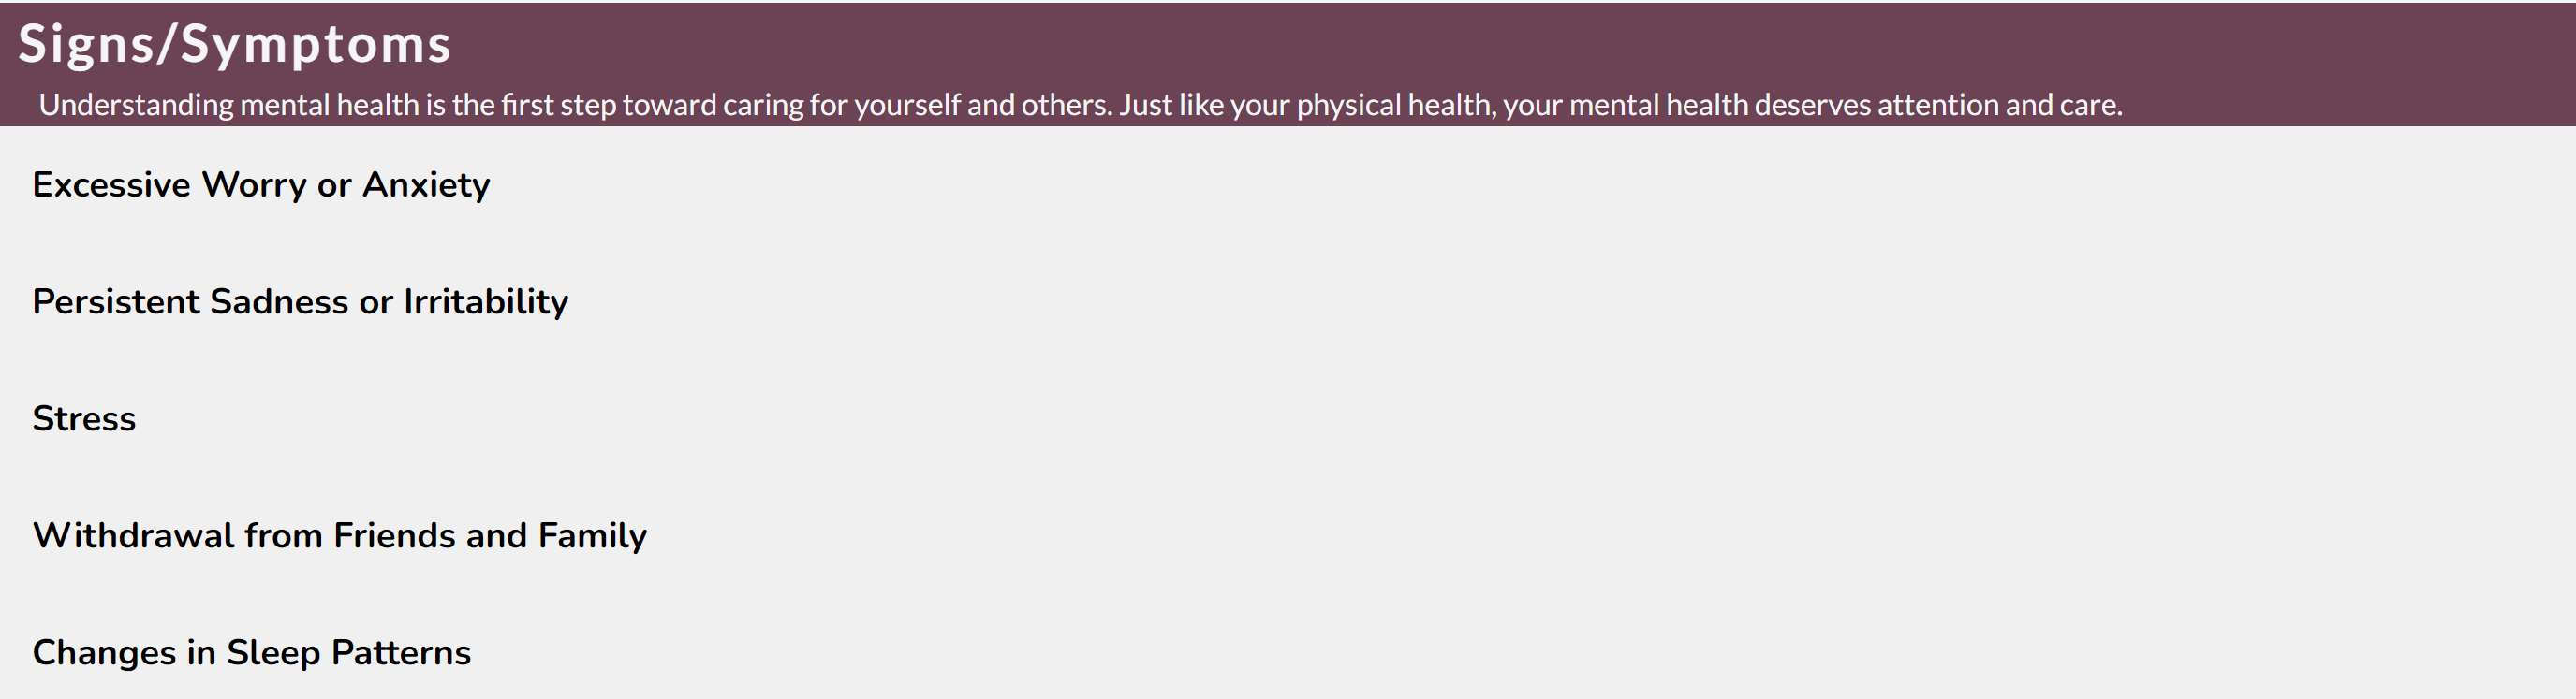 Signs/Symptoms
Understanding mental health is the first step toward caring for yourself and others. Just like your physical health, your mental health deserves attention and care.
Excessive Worry or Anxiety
Persistent Sadness or Irritability
Stress
Withdrawal from Friends and Family
Changes in Sleep Patterns